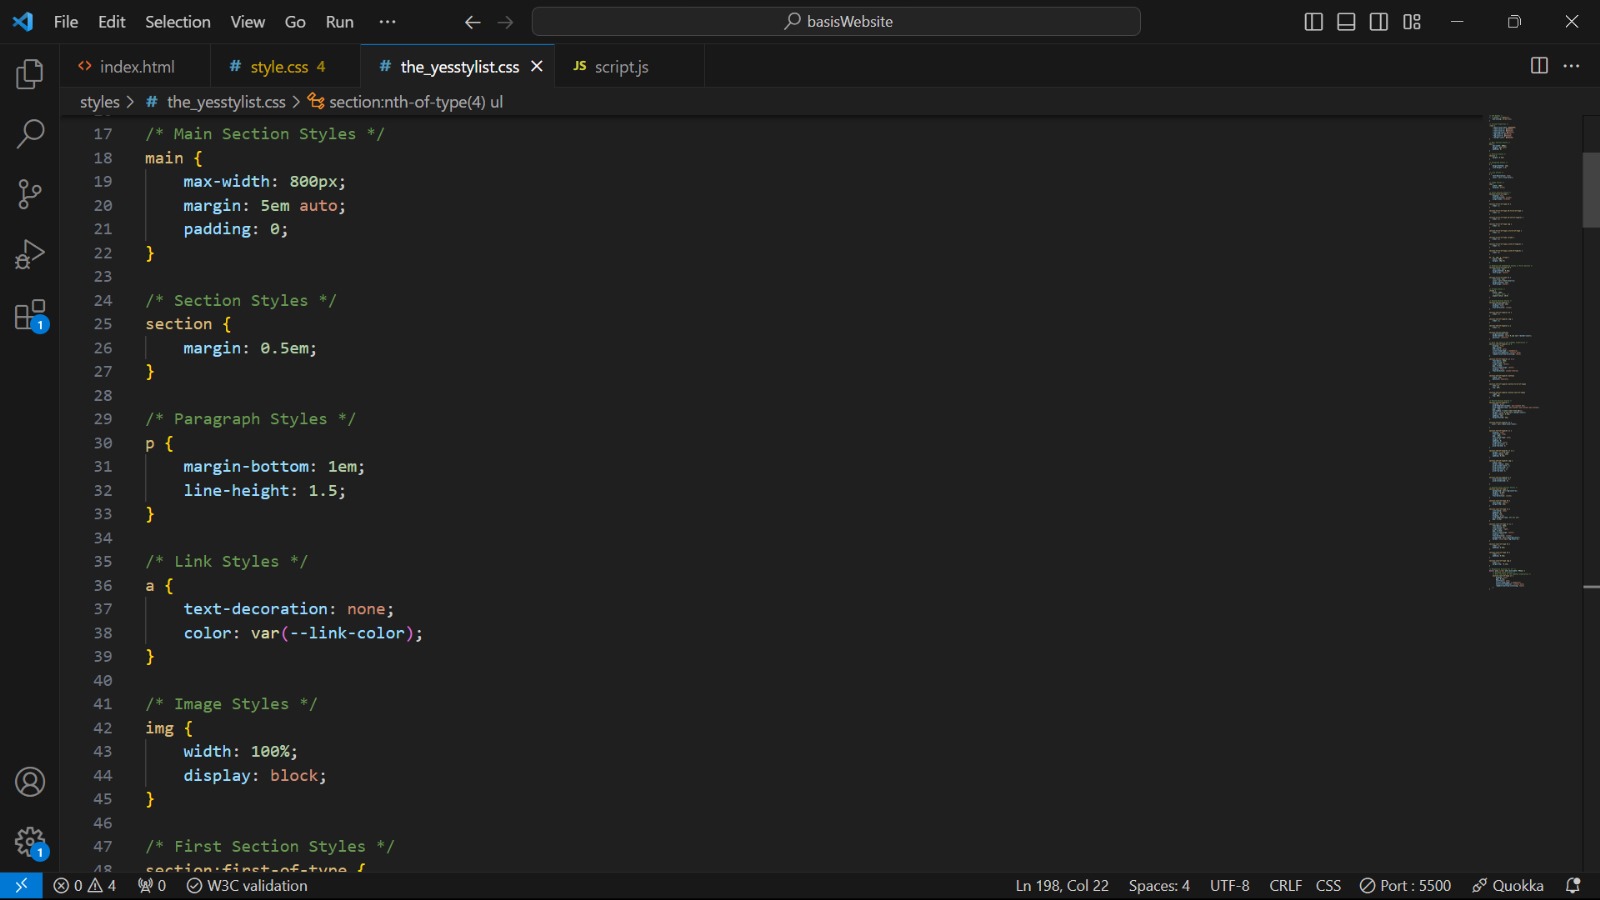 File Edit Selection View Go Run ··· basisWebsite
<> index.html # style.css 4 # the_yesstylist.css JS script.js
styles > # the_yesstylist.css > section:nth-of-type(4) ul
17 /* Main Section Styles */
18 main {
19 max-width: 800px;
20 margin: 5em auto;
21 padding: 0;
22 }
23
24 /* Section Styles */
25 section {
26 margin: 0.5em;
27 }
28
29 /* Paragraph Styles */
30 p {
31 margin-bottom: 1em;
32 line-height: 1.5;
33 }
34
35 /* Link Styles */
36 a {
37 text-decoration: none;
38 color: var(--link-color);
39 }
40
41 /* Image Styles */
42 img {
43 width: 100%;
44 display: block;
45 }
46
47 /* First Section Styles */
48 section:first-of-type {
1
1
0 4 0 W3C validation Ln 198, Col 22 Spaces: 4 UTF-8 CRLF CSS Port : 5500 Quokka